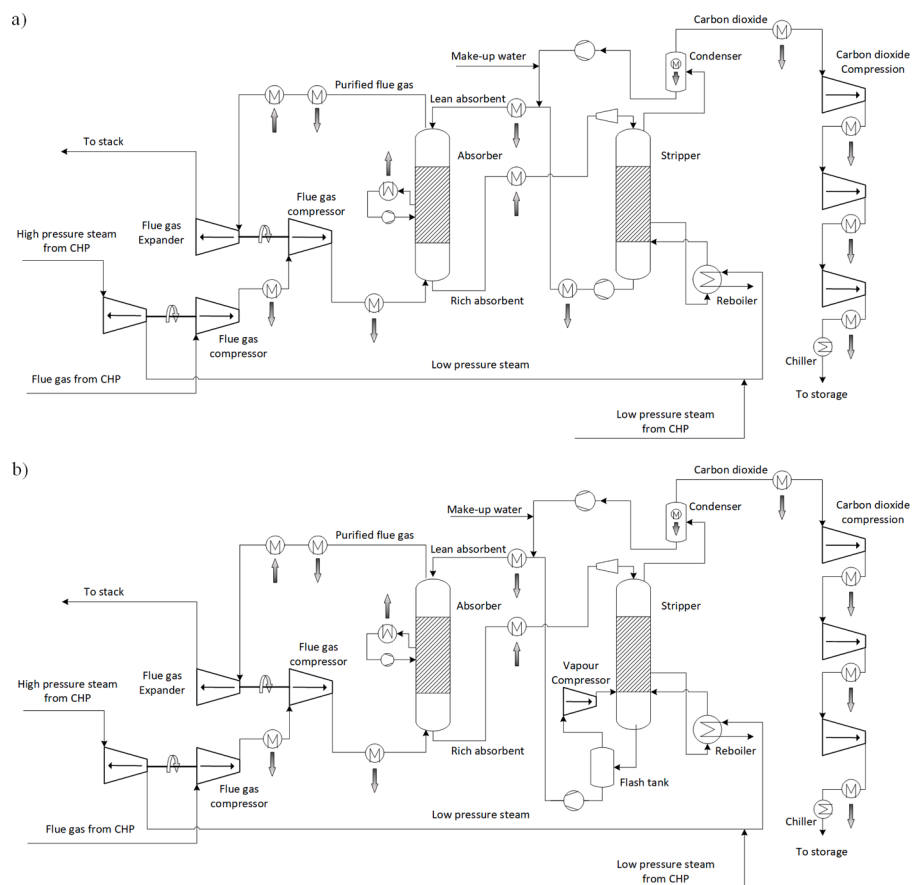 a)
Carbon dioxide
Make-up water
Condenser
Carbon dioxide
Compression
Purified flue gas
Lean absorbent
To stack
Absorber
Stripper
Flue gas
compressor
Flue gas
Expander
High pressure steam
from CHP
Rich absorbent
Reboiler
Flue gas
compressor
Chiller
Low pressure steam
Flue gas from CHP
To storage
Low pressure steam
from CHP
b)
Carbon dioxide
Make-up water
Condenser
Carbon dioxide
compression
Purified flue gas
Lean absorbent
To stack
Absorber
Stripper
Flue gas
compressor
Vapour
Compressor
Flue gas
Expander
High pressure steam
from CHP
Rich absorbent
Reboiler
Flash tank
Flue gas
compressor
Low pressure steam
Chiller
Flue gas from CHP
To storage
Low pressure steam
from CHP